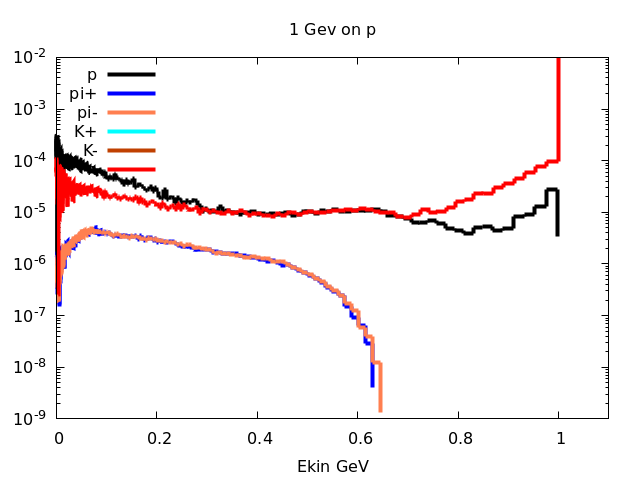 1 Gev on p
10-2
10-3
10-4
10-5
10-6
10-7
10-8
10-9
p
pi+
pi-
K+
K-
0 0.2 0.4 0.6 0.8 1
Ekin GeV